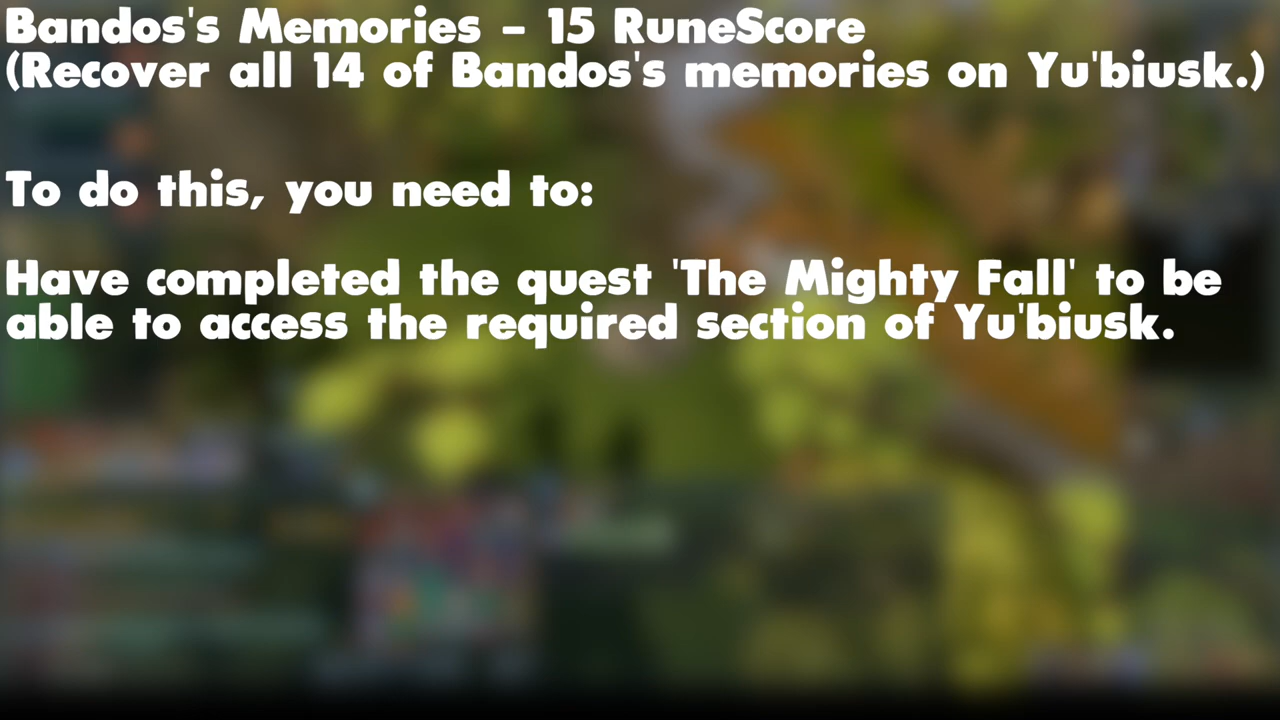 Bandos's Memories – 15 RuneScore
(Recover all 14 of Bandos's memories on Yu'biusk.)
To do this, you need to:
Have completed the quest 'The Mighty Fall' to be
able to access the required section of Yu'biusk.